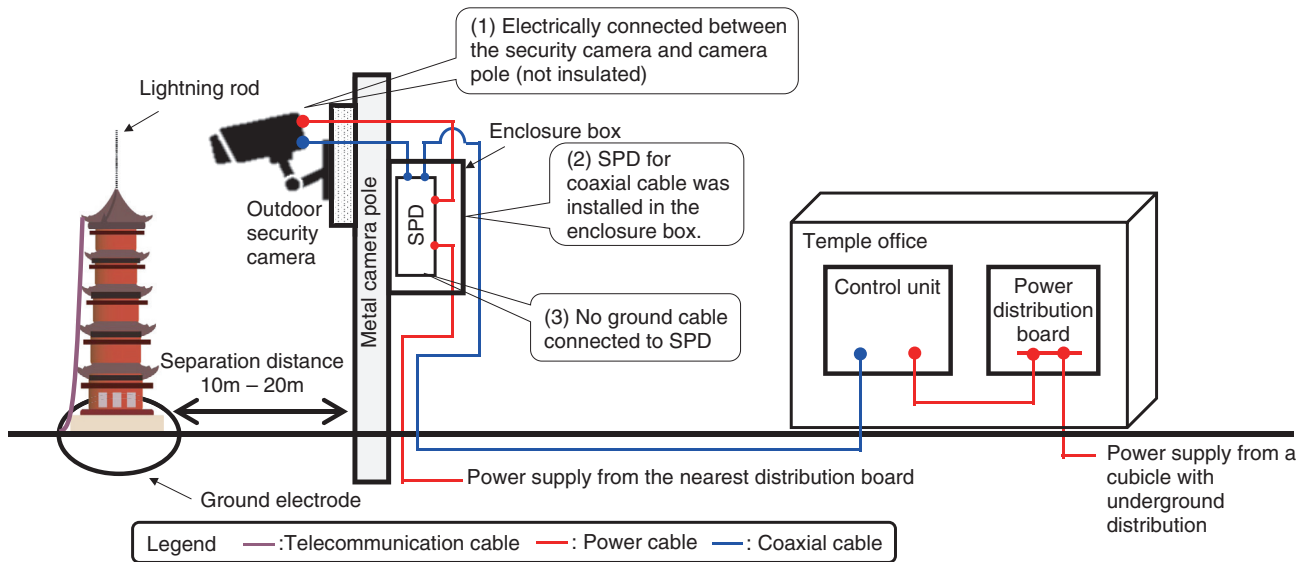 (1) Electrically connected between
the security camera and camera
pole (not insulated)
Lightning rod
Enclosure box
(2) SPD for
coaxial cable was
installed in the
enclosure box.
Outdoor
security
camera
Metal camera pole
SPD
(3) No ground cable
connected to SPD
Separation distance
10m – 20m
Temple office
Control unit
Power
distribution
board
Ground electrode
Power supply from the nearest distribution board
Power supply from a
cubicle with
underground
distribution
Legend :Telecommunication cable : Power cable : Coaxial cable